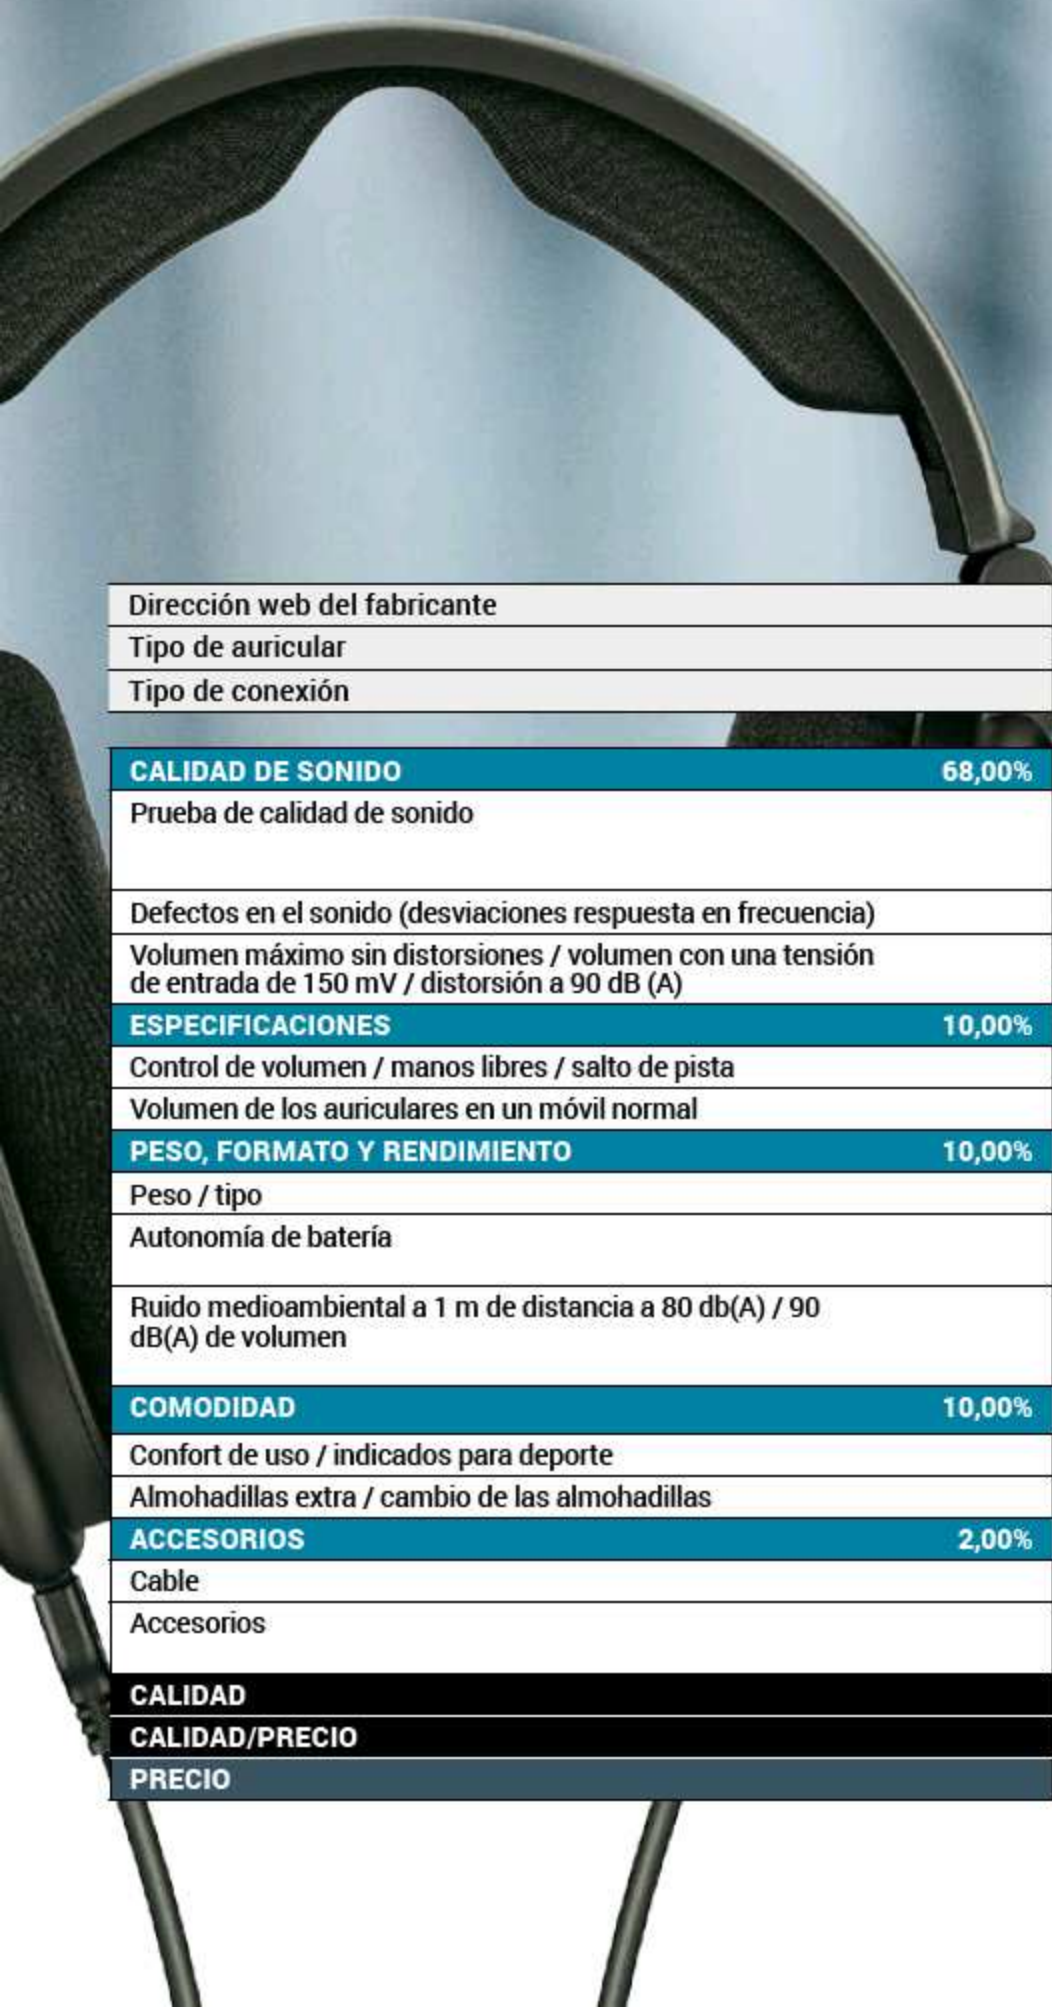 Dirección web del fabricante
Tipo de auricular
Tipo de conexión
CALIDAD DE SONIDO 68,00%
Prueba de calidad de sonido
Defectos en el sonido (desviaciones respuesta en frecuencia)
Volumen máximo sin distorsiones / volumen con una tensión
de entrada de 150 mV / distorsión a 90 dB (A)
ESPECIFICACIONES 10,00%
Control de volumen / manos libres / salto de pista
Volumen de los auriculares en un móvil normal
PESO, FORMATO Y RENDIMIENTO 10,00%
Peso / tipo
Autonomía de batería
Ruido medioambiental a 1 m de distancia a 80 db(A) / 90
dB(A) de volumen
COMODIDAD 10,00%
Confort de uso / indicados para deporte
Almohadillas extra / cambio de las almohadillas
ACCESORIOS 2,00%
Cable
Accesorios
CALIDAD
CALIDAD/PRECIO
PRECIO